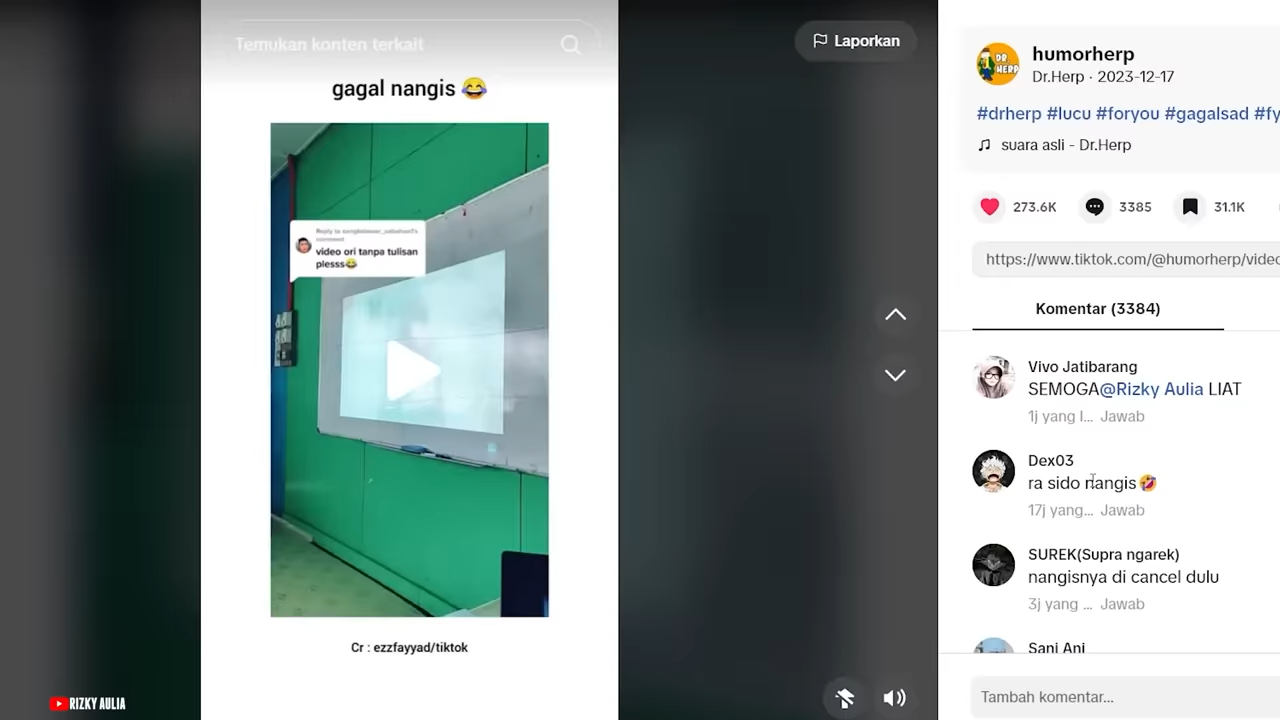 Temukan konten terkait
Laporkan
gagal nangis 😂
video ori tanpa tulisan
plesss😂
Cr : ezzfayyad/tiktok
RIZKY AULIA
DR
HERP
humorherp
Dr.Herp · 2023-12-17
#drherp #lucu #foryou #gagalsad #fy
suara asli - Dr.Herp
273.6K
3385
31.1K
https://www.tiktok.com/@humorherp/video
Komentar (3384)
Vivo Jatibarang
SEMOGA@Rizky Aulia LIAT
1j yang l... Jawab
Dex03
ra sido nangis🤣
17j yang... Jawab
SUREK(Supra ngarek)
nangisnya di cancel dulu
3j yang ... Jawab
Sani Ani
Tambah komentar...